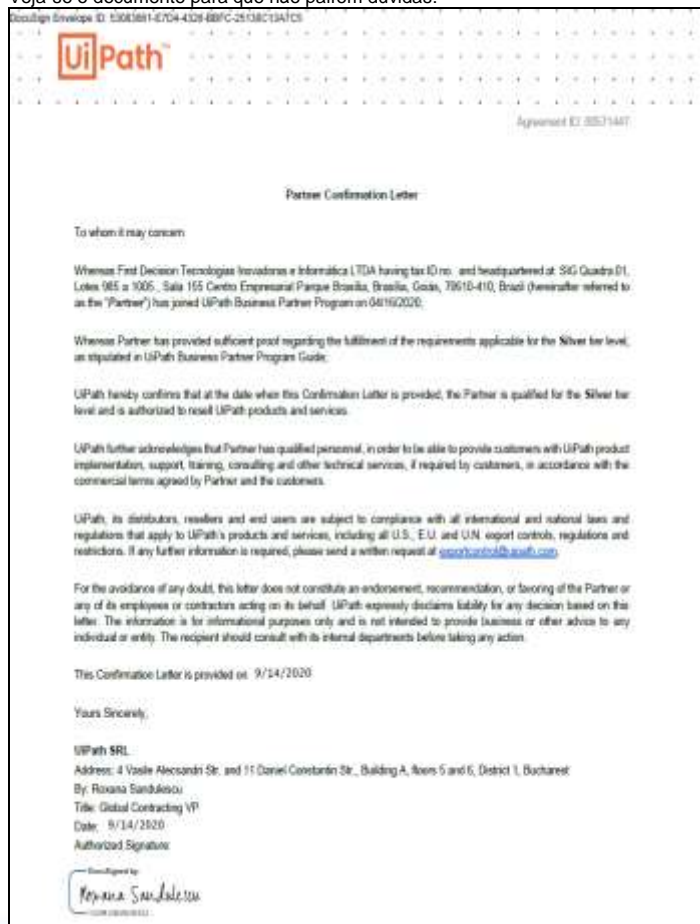 Veja-se o documento para que não pairem dúvidas:
DocuSign Envelope ID:
UiPath™
Agreement ID:
Partner Confirmation Letter
To whom it may concern
Whereas First Decision Tecnologias Inovadoras e Informática LTDA having tax ID no. and headquartered at SIG Quadra 01,
Lotes 985 a 1005 , Sala 155 Centro Empresarial Parque Brasília, Brasília, Goiás, 70610-410, Brazil (hereinafter referred to
as the "Partner") has joined UiPath Business Partner Program on 04/16/2020;
Whereas Partner has provided sufficient proof regarding the fulfillment of the requirements applicable for the Silver tier level,
as stipulated in UiPath Business Partner Program Guide;
UiPath hereby confirms that at the date when this Confirmation Letter is provided, the Partner is qualified for the Silver tier
level and is authorized to resell UiPath products and services.
UiPath further acknowledges that Partner has qualified personnel, in order to be able to provide customers with UiPath product
implementation, support, training, consulting and other technical services, if required by customers, in accordance with the
commercial terms agreed by Partner and the customers.
UiPath, its distributors, resellers and end users are subject to compliance with all international and national laws and
regulations that apply to UiPath's products and services, including all U.S., E.U. and U.N. export controls, regulations and
restrictions. If any further information is required, please send a written request at exportcontrol@uipath.com.
For the avoidance of any doubt, this letter does not constitute an endorsement, recommendation, or favoring of the Partner or
any of its employees or contractors acting on its behalf. UiPath expressly disclaims liability for any decision based on this
letter. The information is for informational purposes only and is not intended to provide business or other advice to any
individual or entity. The recipient should consult with its internal departments before taking any action.
This Confirmation Letter is provided on 9/14/2020
Yours Sincerely,
UiPath SRL
Address: 4 Vasile Alecsandri Str. and 11 Daniel Constantin Str., Building A, floors 5 and 6, District 1, Bucharest
By: Roxana Sandulescu
Title: Global Contracting VP
Date: 9/14/2020
Authorized Signature:
DocuSigned by:
Roxana Sandulescu